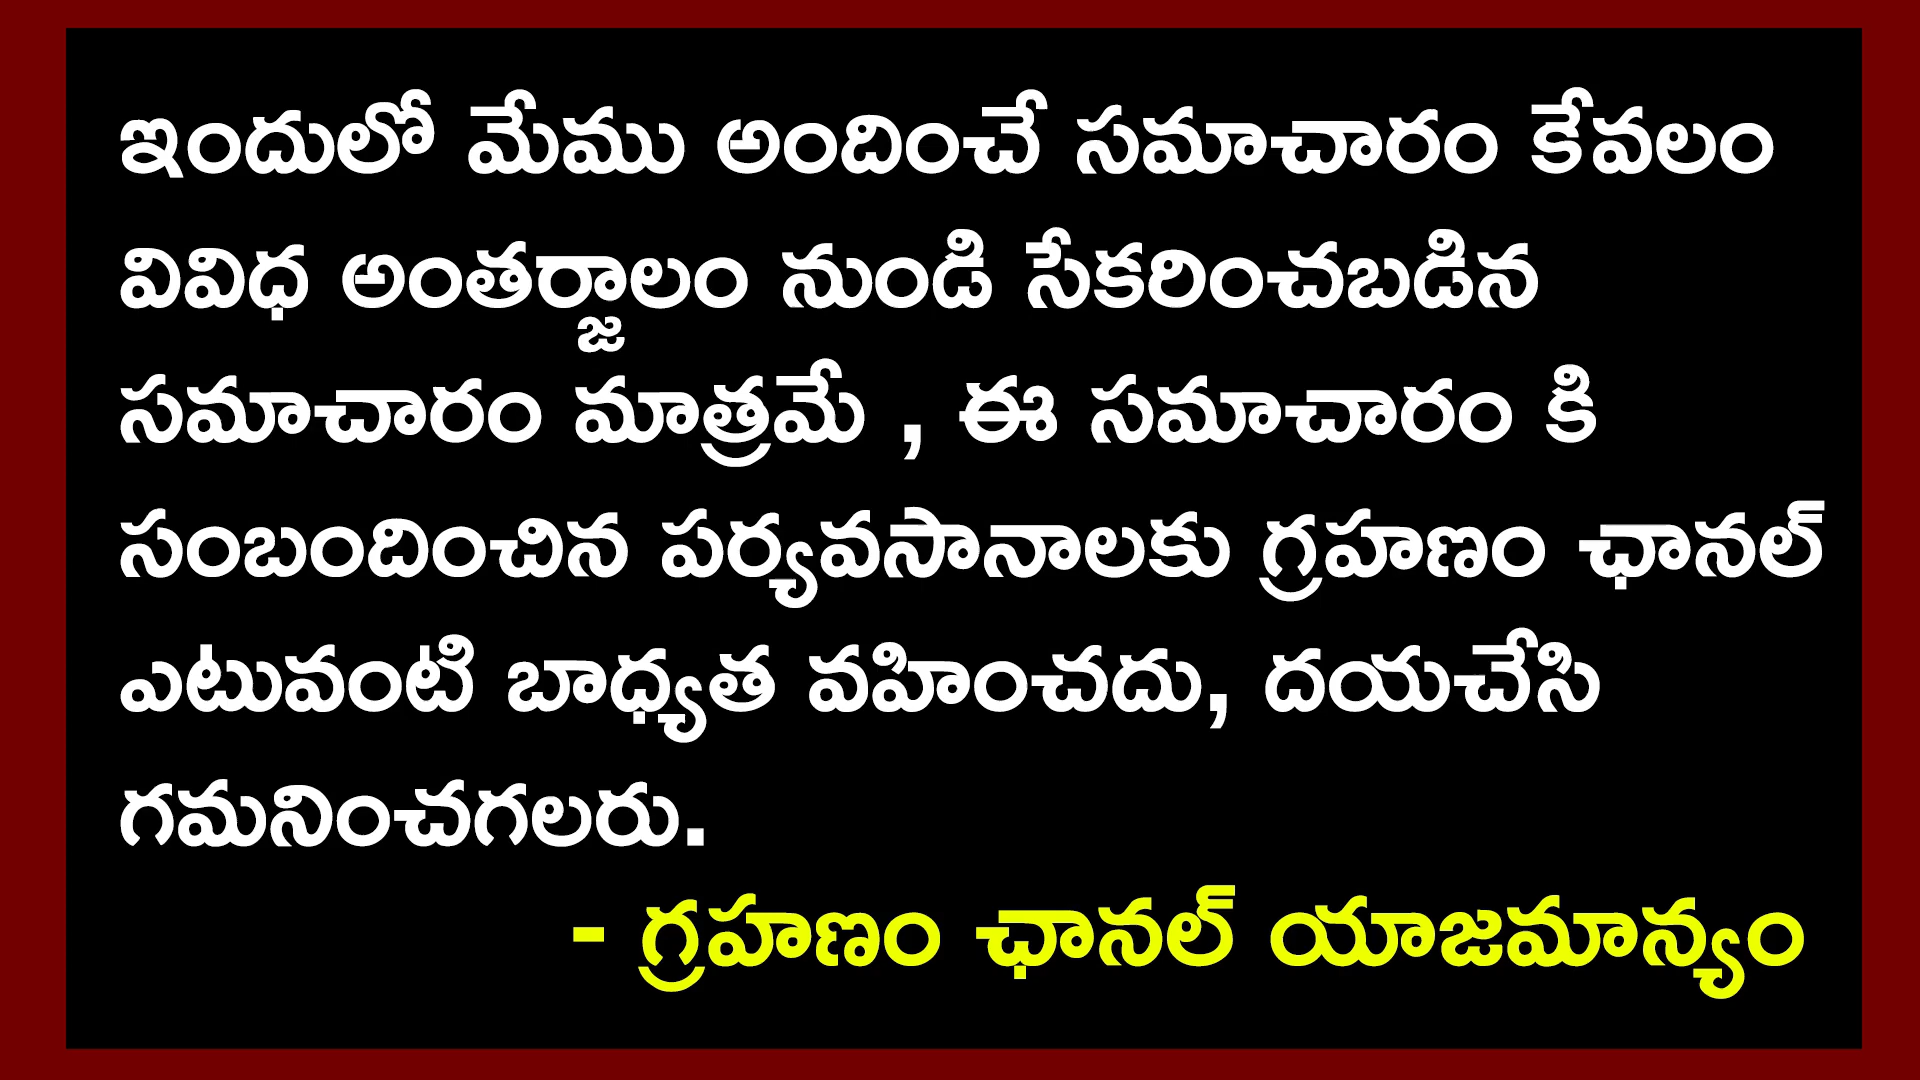 ఇందులో మేము అందించే సమాచారం కేవలం
వివిధ అంతర్జాలం నుండి సేకరించబడిన
సమాచారం మాత్రమే , ఈ సమాచారం కి
సంబందించిన పర్యవసానాలకు గ్రహణం ఛానల్
ఎటువంటి బాధ్యత వహించదు, దయచేసి
గమనించగలరు.
- గ్రహణం ఛానల్ యాజమాన్యం